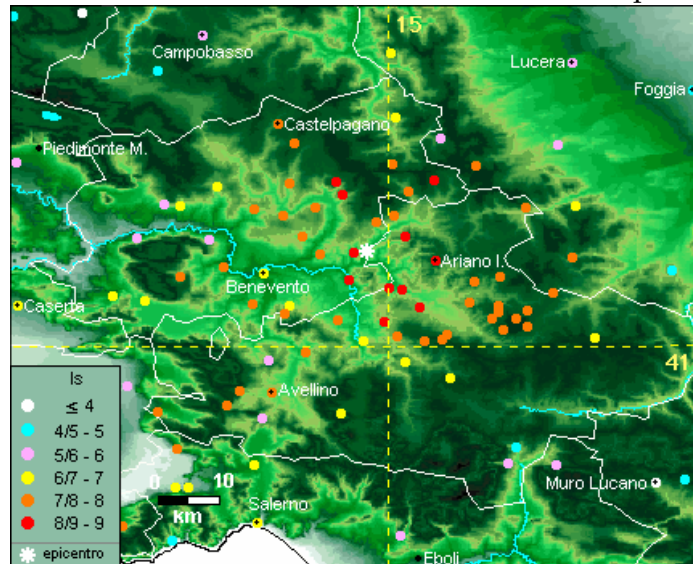 15
Campobasso
Lucera
Foggia
Castelpagano
Piedimonte M.
Ariano I.
Benevento
Caserta
41
Is
≤ 4
4/5 - 5
5/6 - 6
6/7 - 7
7/8 - 8
8/9 - 9
epicentro
Avellino
0 10
km
Salerno
Muro Lucano
Eboli